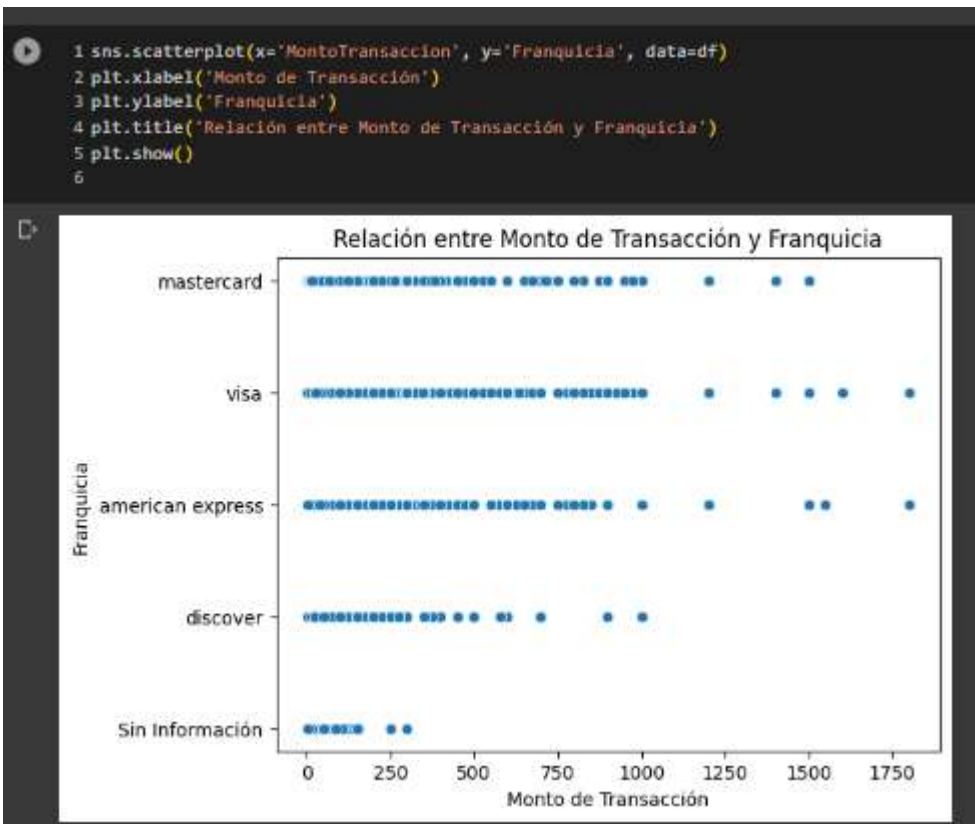 1 sns.scatterplot(x='MontoTransaccion', y='Franquicia', data=df)
2 plt.xlabel('Monto de Transacción')
3 plt.ylabel('Franquicia')
4 plt.title('Relación entre Monto de Transacción y Franquicia')
5 plt.show()
6
Relación entre Monto de Transacción y Franquicia
mastercard
visa
american express
discover
Sin Información
Franquicia
0 250 500 750 1000 1250 1500 1750
Monto de Transacción